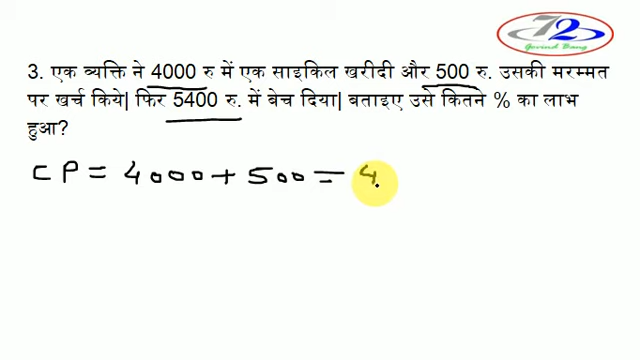 72
Govind Bang
3. एक व्यक्ति ने 4000 रु में एक साइकिल खरीदी और 500 रु. उसकी मरम्मत
पर खर्च किये| फिर 5400 रु. में बेच दिया| बताइए उसे कितने % का लाभ
हुआ?
CP = 4000 + 500 = 4